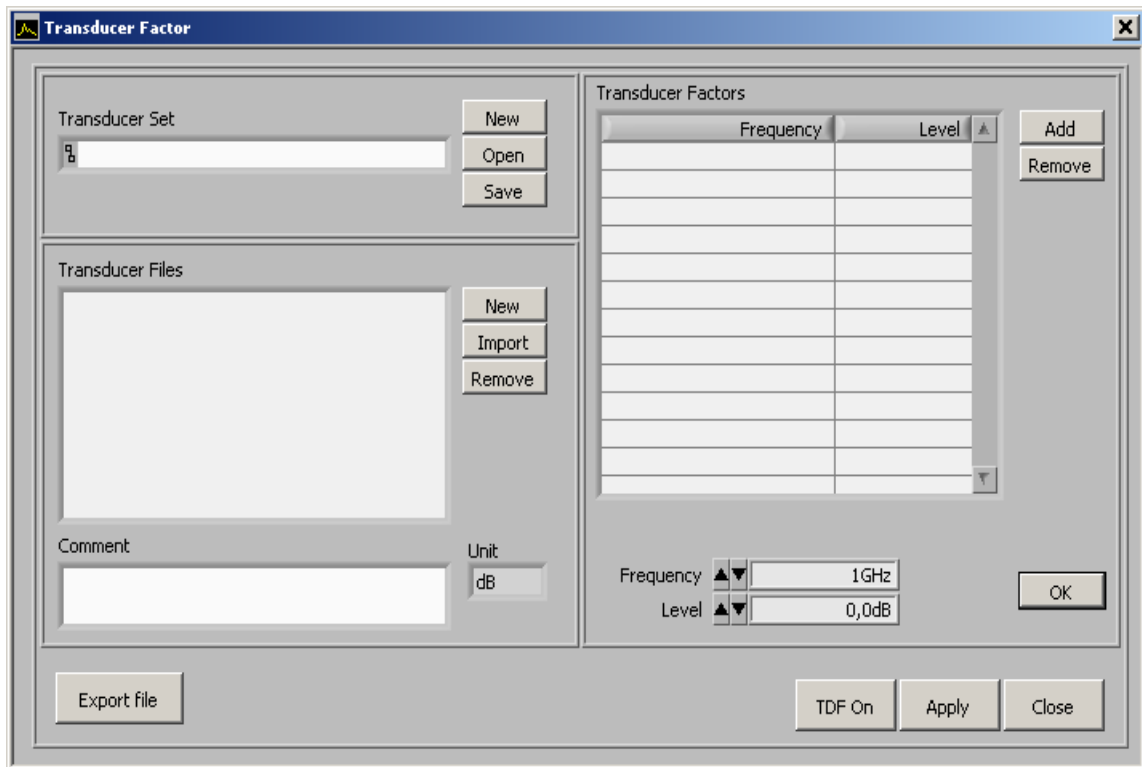 Transducer Factor
Transducer Set
New
Open
Save
Transducer Files
New
Import
Remove
Comment
Unit
dB
Transducer Factors
Frequency Level
Add
Remove
Frequency 1GHz
Level 0,0dB
OK
Export file
TDF On
Apply
Close